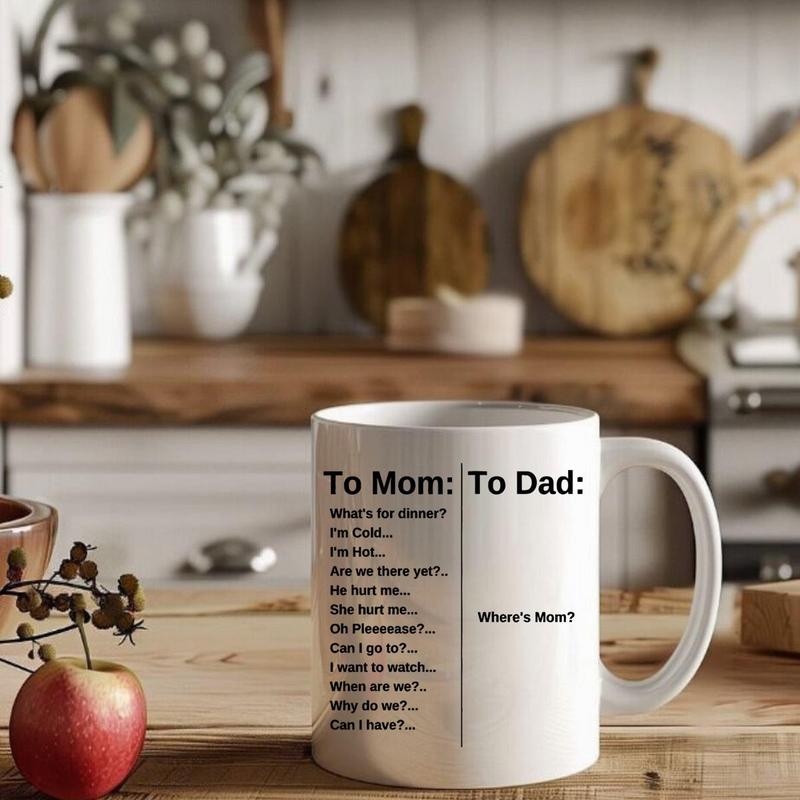 To Mom:
What's for dinner?
I'm Cold...
I'm Hot...
Are we there yet?..
He hurt me...
She hurt me...
Oh Pleeeease?...
Can I go to?...
I want to watch...
When are we?..
Why do we?...
Can I have?...
To Dad:
Where's Mom?